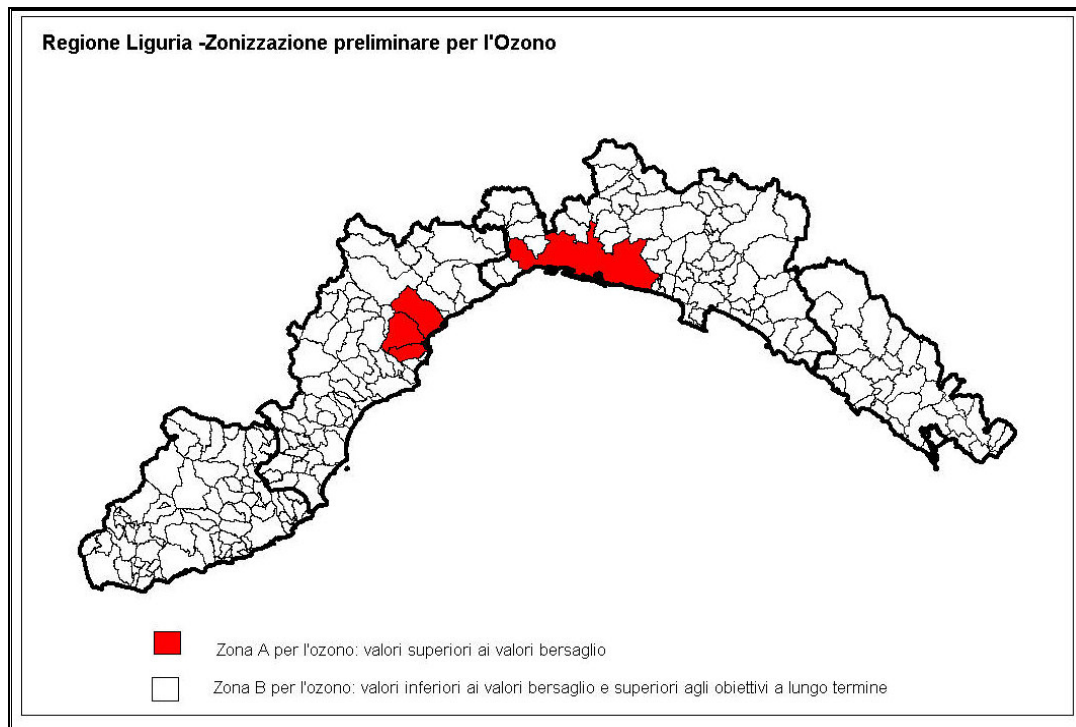 Regione Liguria -Zonizzazione preliminare per l'Ozono
Zona A per l'ozono: valori superiori ai valori bersaglio
Zona B per l'ozono: valori inferiori ai valori bersaglio e superiori agli obiettivi a lungo termine